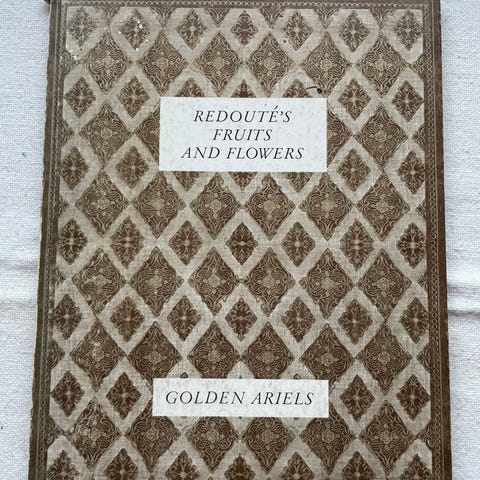 REDOUTÉ'S
FRUITS
AND FLOWERS
GOLDEN ARIELS